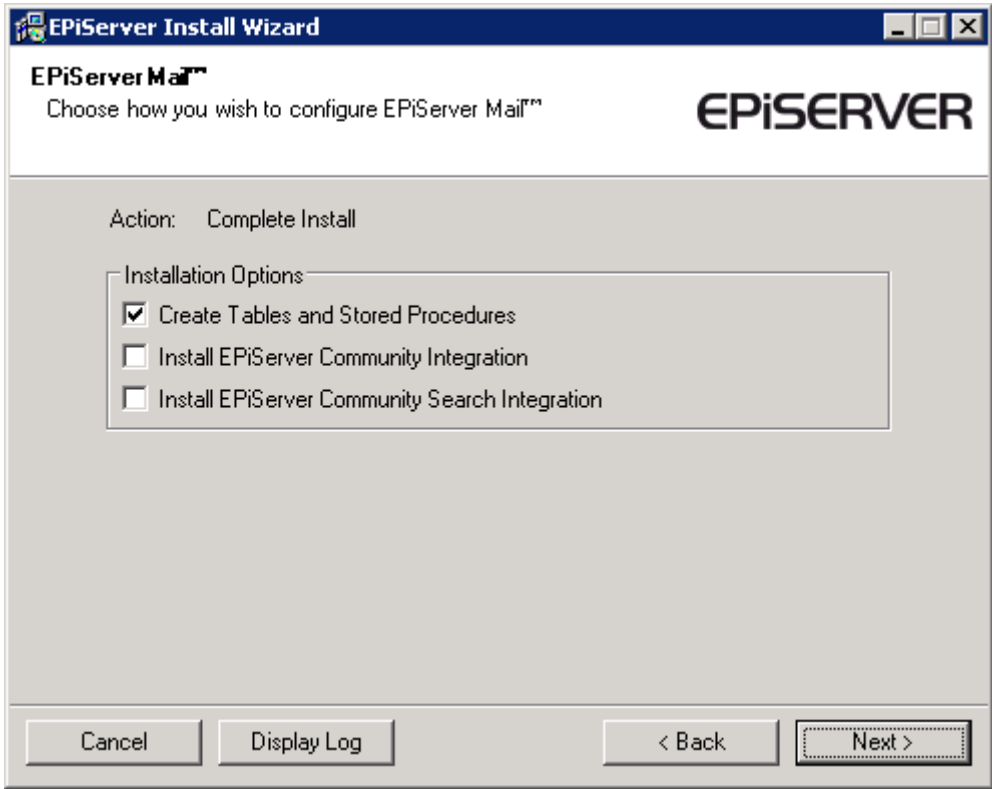 EPiServer Install Wizard
EPiServer Mail™
Choose how you wish to configure EPiServer Mail™
EPiSERVER
Action: Complete Install
Installation Options
Create Tables and Stored Procedures
Install EPiServer Community Integration
Install EPiServer Community Search Integration
Cancel Display Log < Back Next >